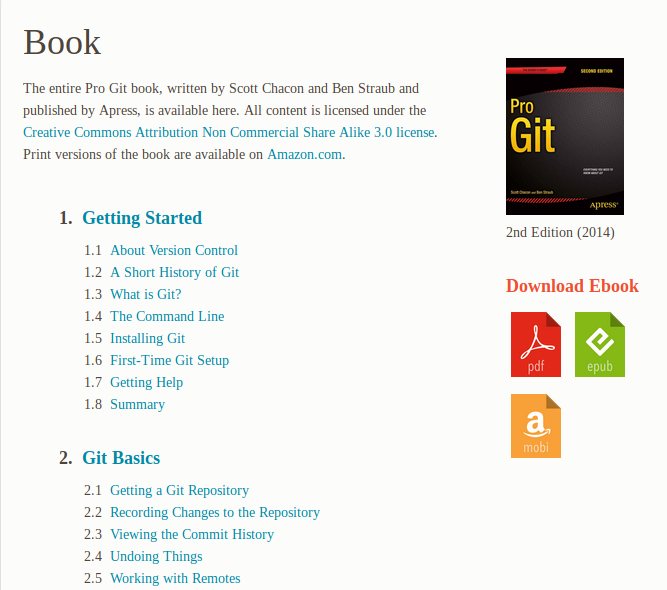 Book
The entire Pro Git book, written by Scott Chacon and Ben Straub and
published by Apress, is available here. All content is licensed under the
Creative Commons Attribution Non Commercial Share Alike 3.0 license.
Print versions of the book are available on Amazon.com.
1. Getting Started
1.1 About Version Control
1.2 A Short History of Git
1.3 What is Git?
1.4 The Command Line
1.5 Installing Git
1.6 First-Time Git Setup
1.7 Getting Help
1.8 Summary
2. Git Basics
2.1 Getting a Git Repository
2.2 Recording Changes to the Repository
2.3 Viewing the Commit History
2.4 Undoing Things
2.5 Working with Remotes
SECOND EDITION
Pro
Git
EVERYTHING YOU NEED TO
KNOW ABOUT GIT
Scott Chacon and Ben Straub
Apress®
2nd Edition (2014)
Download Ebook
pdf
epub
a
mobi